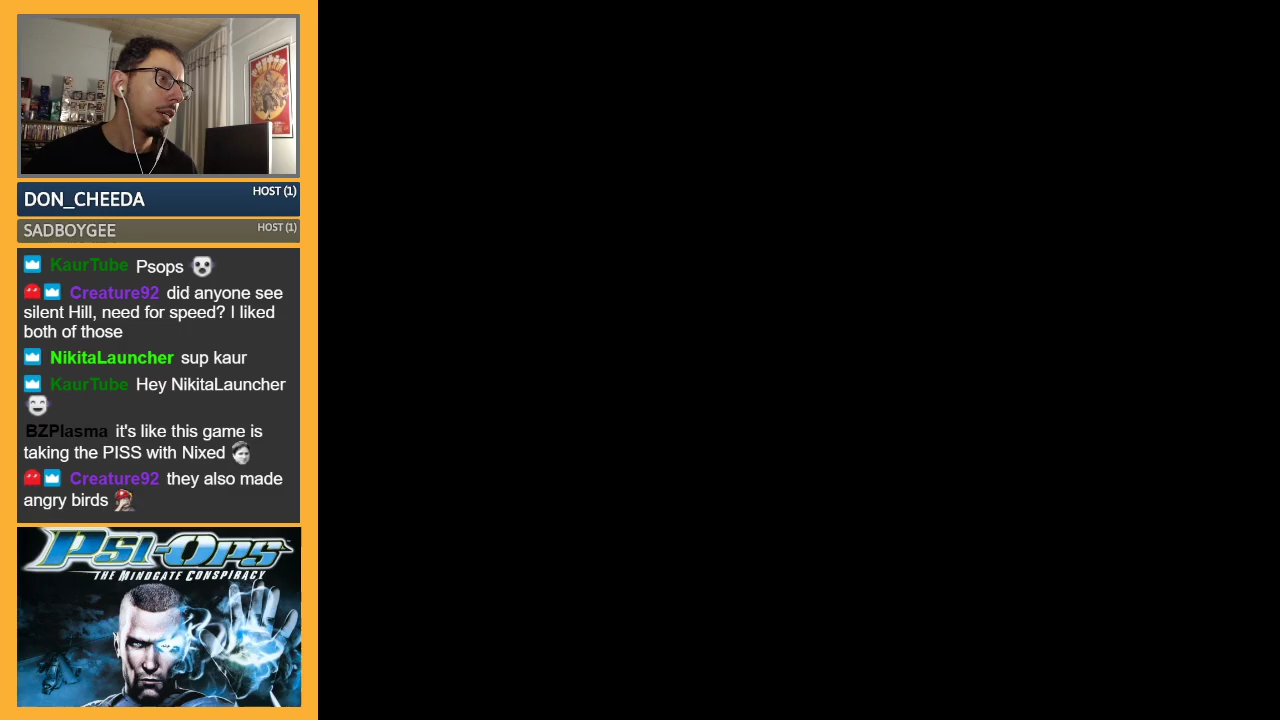 DON_CHEEDA
HOST (1)
SADBOYGEE
HOST (1)
KaurTube Psops
Creature92 did anyone see
silent Hill, need for speed? I liked
both of those
NikitaLauncher sup kaur
KaurTube Hey NikitaLauncher
BZPlasma it's like this game is
taking the PISS with Nixed
Creature92 they also made
angry birds
PSI-OPS
THE MINDGATE CONSPIRACY